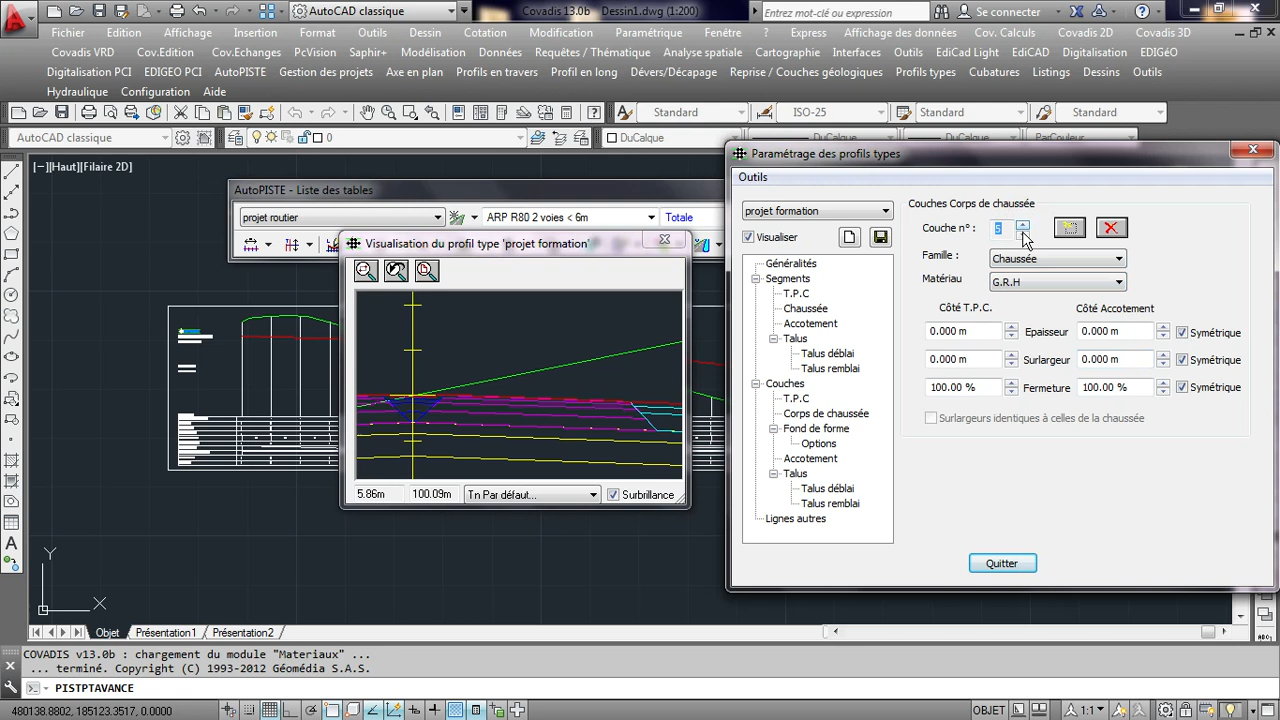 AutoCAD classique
Covadis 13.0b
Dessin1.dwg (1:200)
Entrez mot-clé ou expression
Se connecter
Fichier Edition Affichage Insertion Format Outils Dessin Cotation Modification Paramétrique Fenêtre ? Express Affichage des données Cov. Calculs Covadis 2D Covadis 3D
Covadis VRD Cov.Edition Cov.Echanges PcVision Saphir+ Modélisation Données Requêtes / Thématique Analyse spatiale Cartographie Interfaces Outils EdiCad Light EdiCAD Digitalisation EDIGéO
Digitalisation PCI EDIGEO PCI AutoPISTE Gestion des projets Axe en plan Profils en travers Profil en long Dévers/Décapage Reprise / Couches géologiques Profils types Cubatures Listings Dessins Outils
Hydraulique Configuration Aide
Standard ISO-25 Standard Standard
AutoCAD classique 0 DuCalque DuCalque DuCalque ParCouleur
[−][Haut][Filaire 2D]
AutoPISTE - Liste des tables
projet routier ARP R80 2 voies < 6m Totale
Visualisation du profil type 'projet formation'
5.86m 100.09m Tn Par défaut... Surbrillance
Paramétrage des profils types
Outils
projet formation
Visualiser
Généralités
Segments
T.P.C
Chaussée
Accotement
Talus
Talus déblai
Talus remblai
Couches
T.P.C
Corps de chaussée
Fond de forme
Options
Accotement
Talus
Talus déblai
Talus remblai
Lignes autres
Couches Corps de chaussée
Couche n° : 5
Famille : Chaussée
Matériau G.R.H
Côté T.P.C. Côté Accotement
0.000 m Epaisseur 0.000 m Symétrique
0.000 m Surlargeur 0.000 m Symétrique
100.00 % Fermeture 100.00 % Symétrique
Surlargeurs identiques à celles de la chaussée
Quitter
Y
X
Objet Présentation1 Présentation2
COVADIS v13.0b : chargement du module "Materiaux" ...
... terminé. Copyright (C) 1993-2012 Géomédia S.A.S.
PISTPTAVANCE
480138.8802, 185123.3517, 0.0000
OBJET
1:1